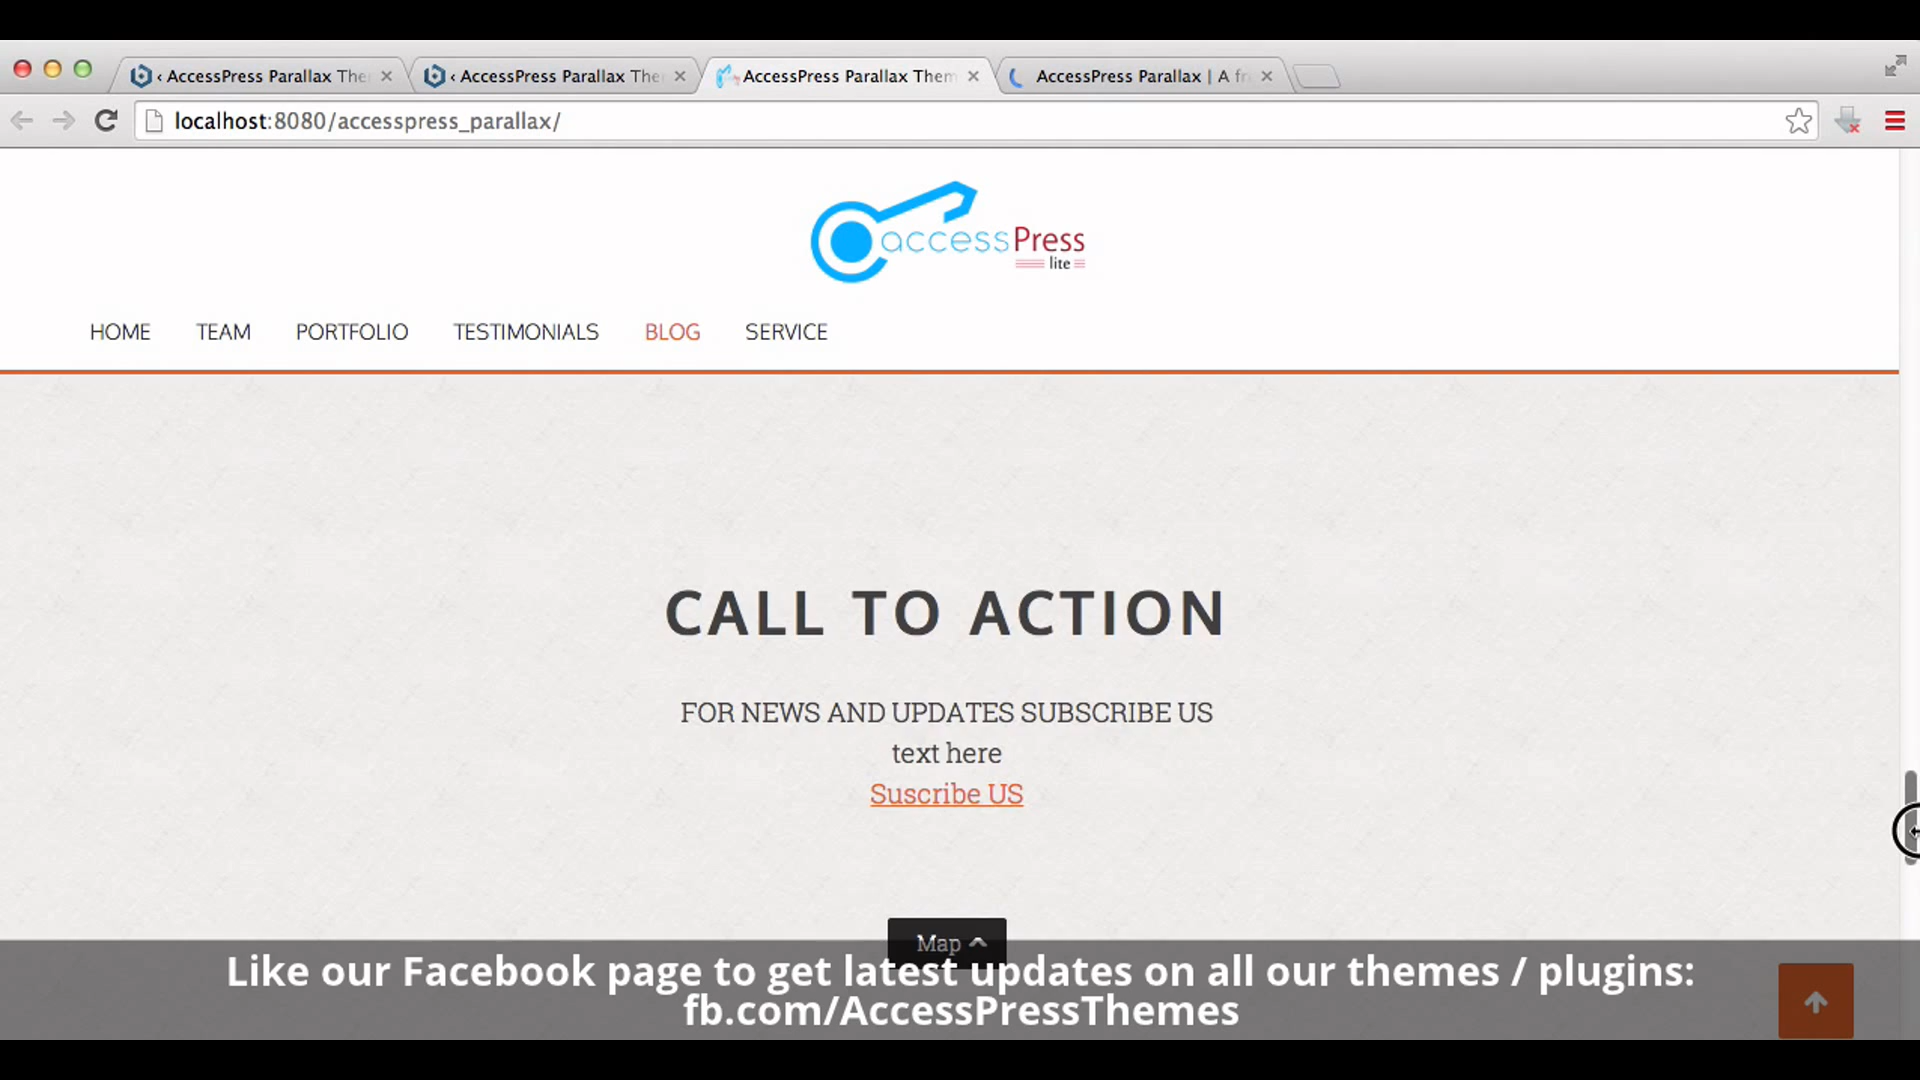 ‹ AccessPress Parallax The
‹ AccessPress Parallax The
AccessPress Parallax Them
AccessPress Parallax | A fr
localhost:8080/accesspress_parallax/
accessPress
lite
HOME TEAM PORTFOLIO TESTIMONIALS BLOG SERVICE
CALL TO ACTION
FOR NEWS AND UPDATES SUBSCRIBE US
text here
Suscribe US
Map
Like our Facebook page to get latest updates on all our themes / plugins:
fb.com/AccessPressThemes